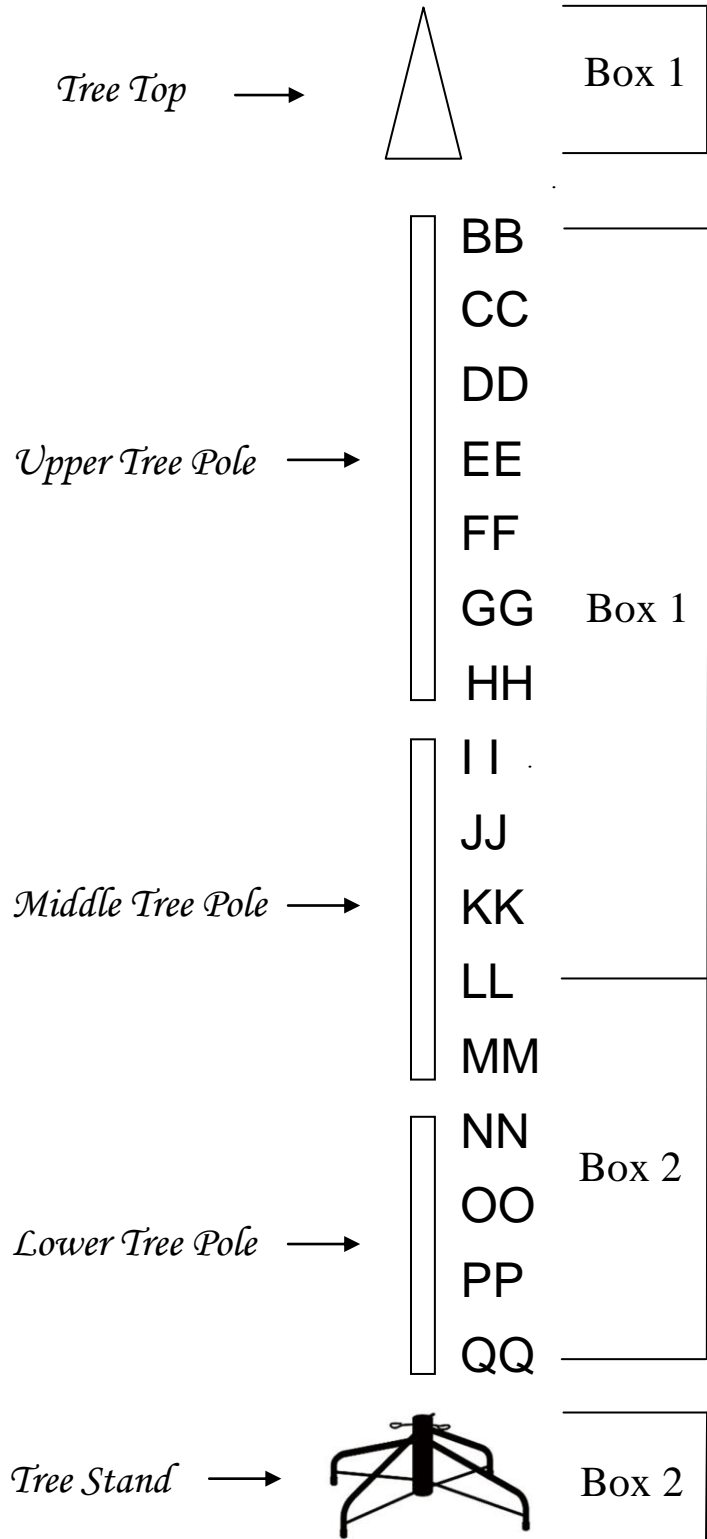 Tree Top
Box 1
BB
CC
DD
Upper Tree Pole
EE
FF
GG
Box 1
HH
I I
JJ
Middle Tree Pole
KK
LL
MM
NN
Box 2
OO
Lower Tree Pole
PP
QQ
Tree Stand
Box 2